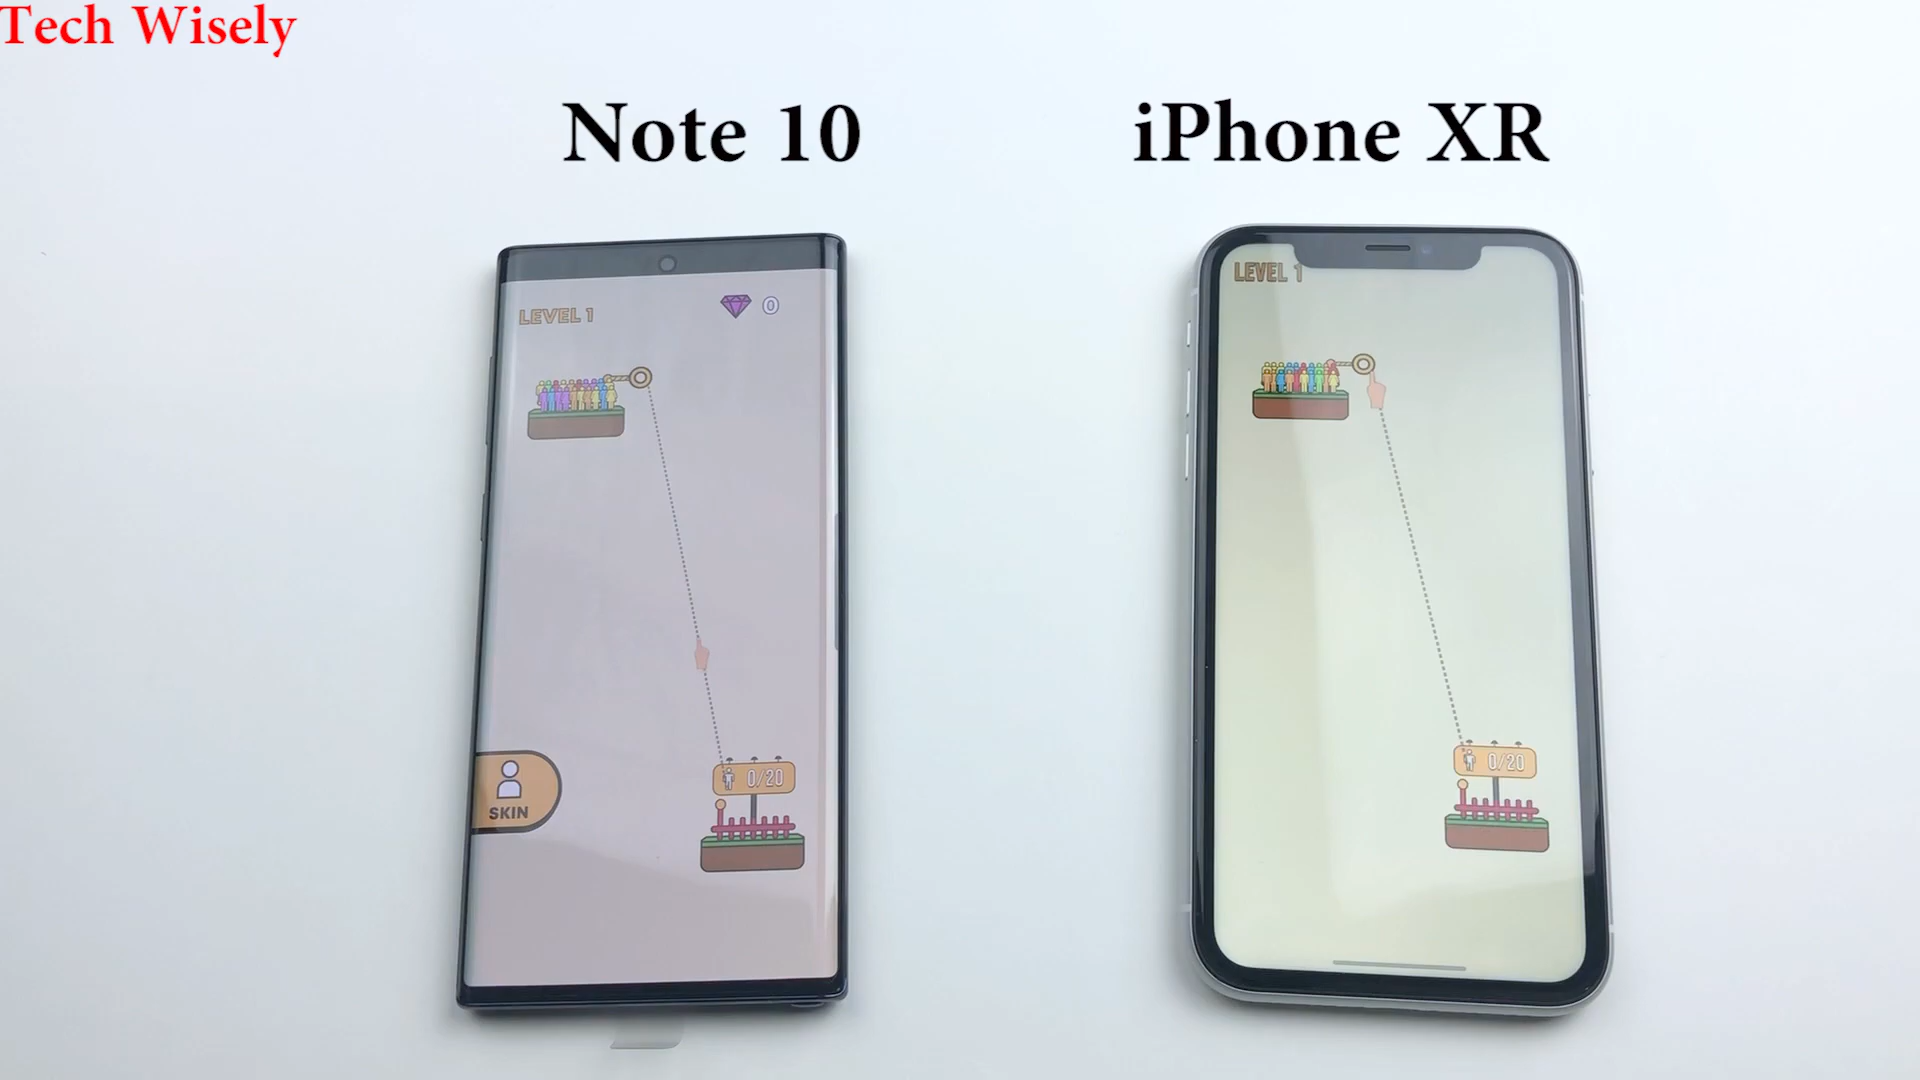 Tech Wisely
Note 10
iPhone XR
LEVEL 1
0
LEVEL 1
SKIN
0/20
0/20